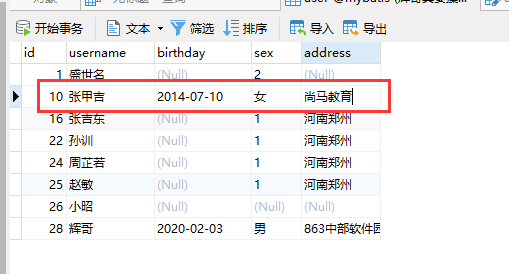 开始事务 文本 筛选 排序 导入 导出
id username birthday sex address
1 盛世名 (Null) 2 (Null)
10 张甲吉 2014-07-10 女 尚马教育
16 张吉东 (Null) 1 河南郑州
22 孙训 (Null) 1 河南郑州
24 周芷若 (Null) 1 河南郑州
25 赵敏 (Null) 1 河南郑州
26 小昭 (Null) (Null) (Null)
28 辉哥 2020-02-03 男 863中部软件园